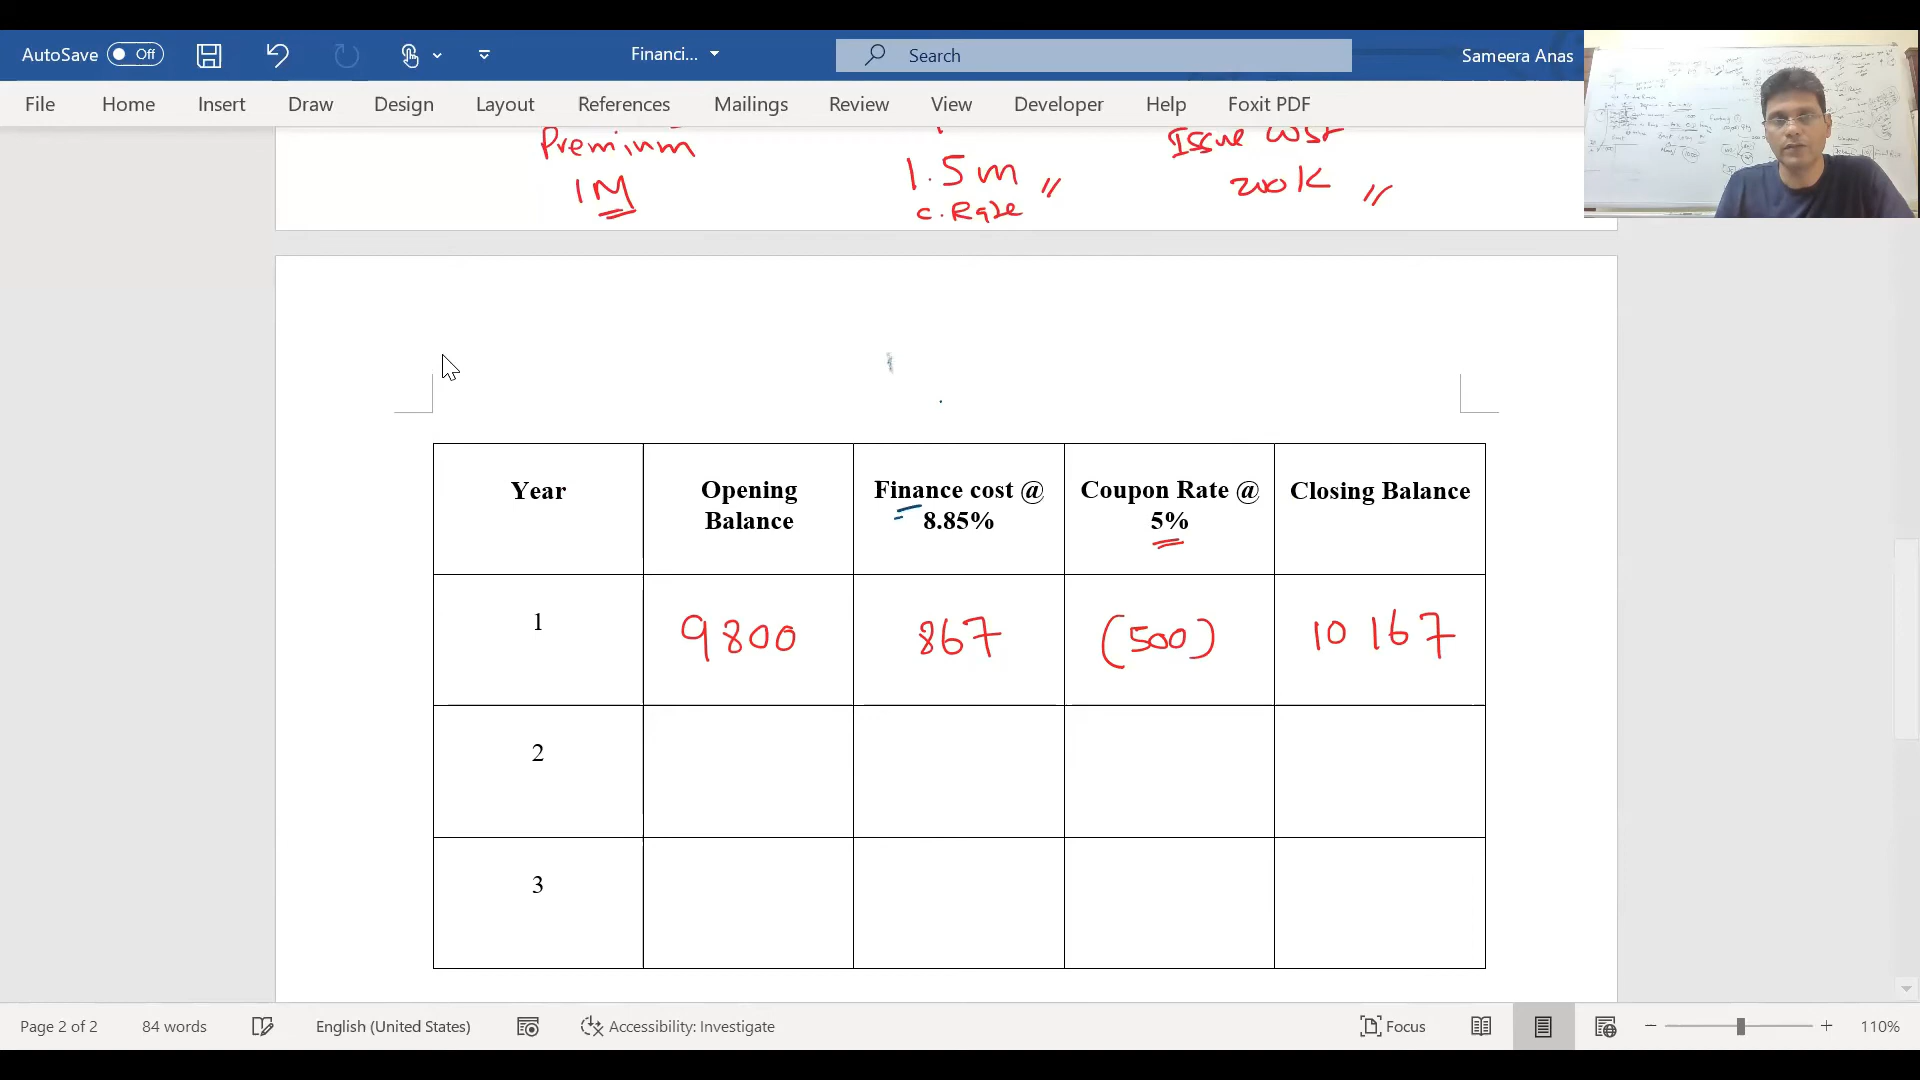 AutoSave Off Financi... Search Sameera Anas
File Home Insert Draw Design Layout References Mailings Review View Developer Help Foxit PDF
Premium Issue cost
1M 1.5m 200K
C.Rate
Year Opening Balance Finance cost @ 8.85% Coupon Rate @ 5% Closing Balance
1 9800 867 (500) 10 167
2
3
Page 2 of 2 84 words English (United States) Accessibility: Investigate Focus 110%